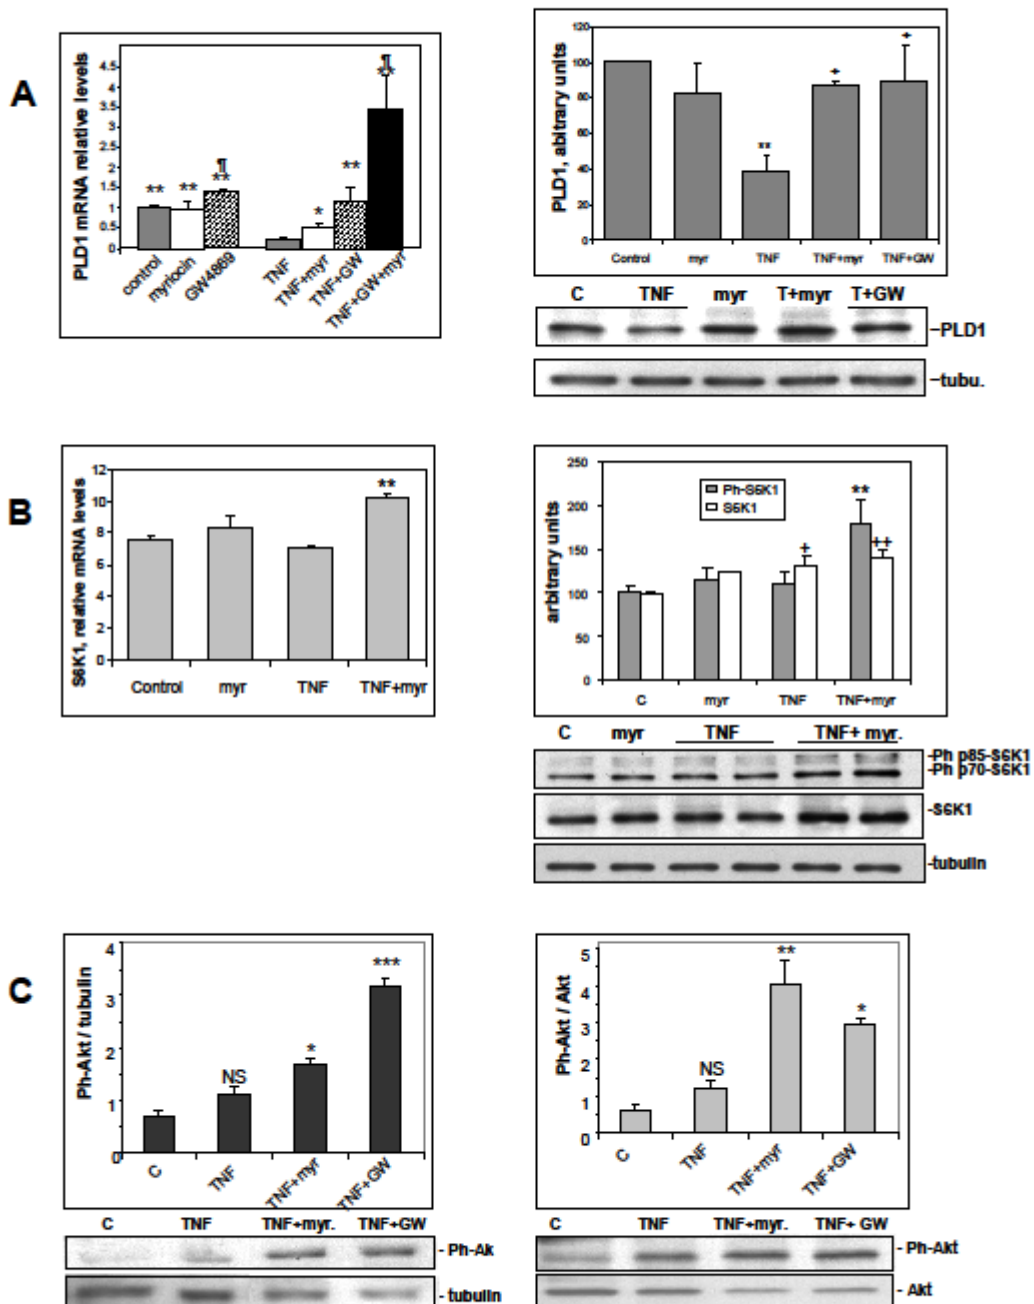 A
PLD1 mRNA relative levels
4.5
4
3.5
3
2.5
2
1.5
1
0.5
0
**
**
¶
**
*
**
¶
**
control
myriocin
GW4869
TNF
TNF+myr
TNF+GW
TNF+GW+myr
PLD1, abitrary units
120
100
80
60
40
20
0
**
+
+
Control
myr
TNF
TNF+myr
TNF+GW
C TNF myr T+myr T+GW
-PLD1
-tubu.
B
S6K1, relative mRNA levels
12
10
8
6
4
2
0
**
Control
myr
TNF
TNF+myr
arbitrary units
250
200
150
100
50
0
Ph-S6K1
S6K1
+
**
++
C
myr
TNF
TNF+myr
C myr TNF TNF+ myr.
-Ph p85-S6K1
-Ph p70-S6K1
-S6K1
-tubulin
C
Ph-Akt / tubulin
4
3
2
1
0
NS
*
***
C
TNF
TNF+myr
TNF+GW
C TNF TNF+myr. TNF+GW
- Ph-Ak
- tubulin
Ph-Akt / Akt
5
4
3
2
1
0
NS
**
*
C
TNF
TNF+myr
TNF+GW
C TNF TNF+myr. TNF+ GW
- Ph-Akt
- Akt